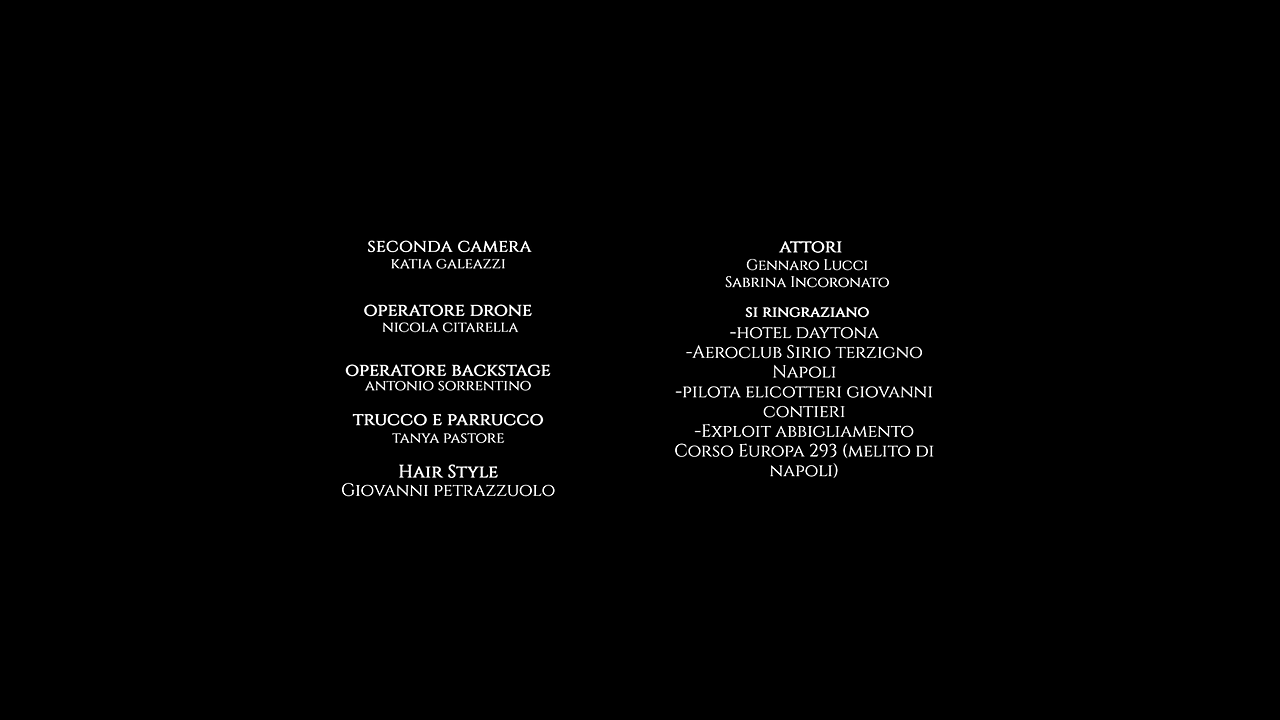 SECONDA CAMERA
KATIA GALEAZZI
OPERATORE DRONE
NICOLA CITARELLA
OPERATORE BACKSTAGE
ANTONIO SORRENTINO
TRUCCO E PARRUCCO
TANYA PASTORE
HAIR STYLE
GIOVANNI PETRAZZUOLO
ATTORI
GENNARO LUCCI
SABRINA INCORONATO
SI RINGRAZIANO
-HOTEL DAYTONA
-AEROCLUB SIRIO TERZIGNO
NAPOLI
-PILOTA ELICOTTERI GIOVANNI
CONTIERI
-EXPLOIT ABBIGLIAMENTO
CORSO EUROPA 293 (MELITO DI
NAPOLI)